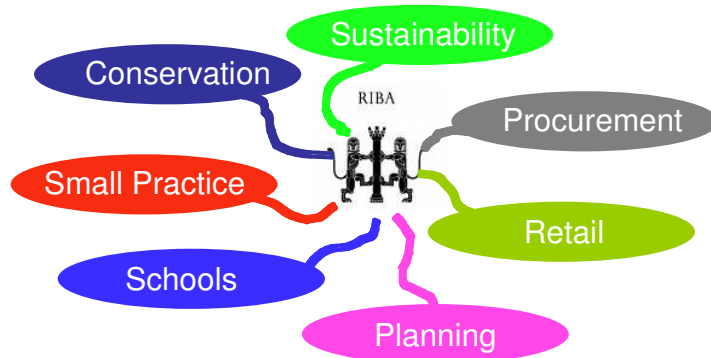 Sustainability
Conservation
RIBA
Procurement
Small Practice
Retail
Schools
Planning